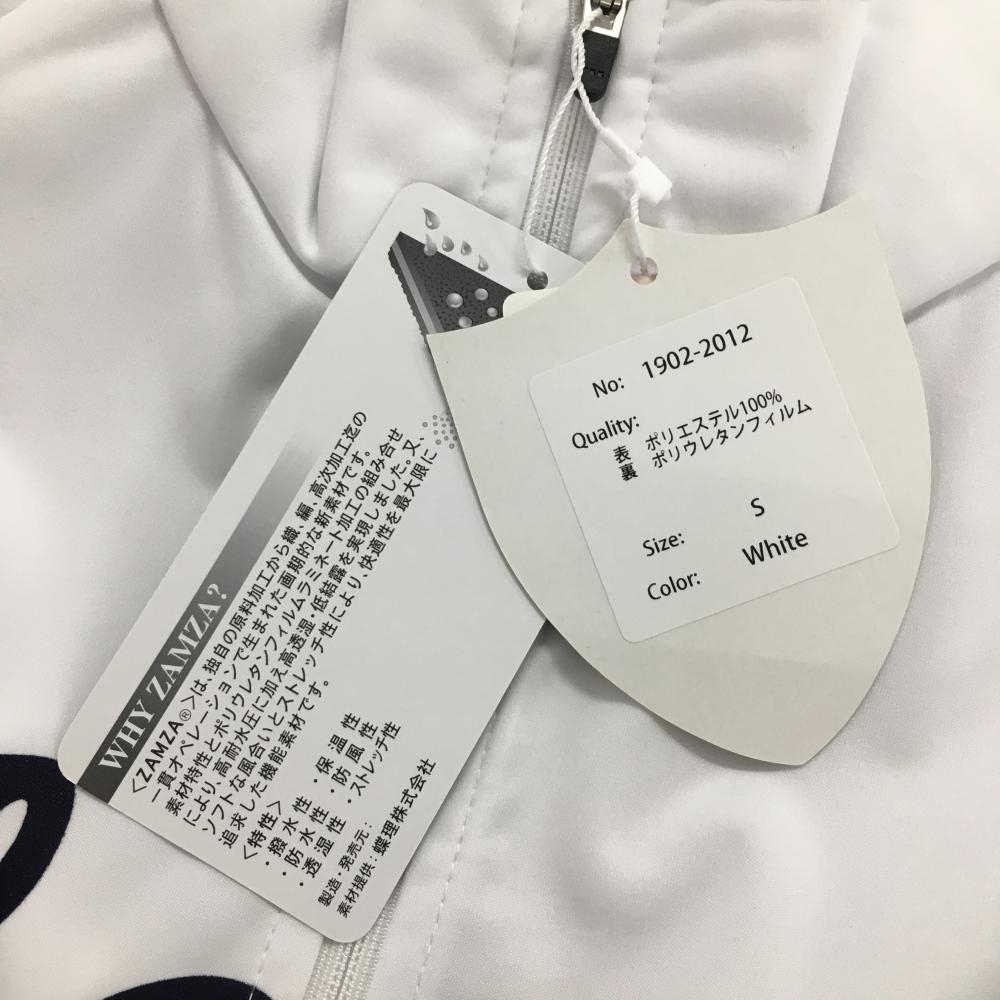 WHY ZAMZA?
<ZAMZA®>は、独自の原料加工から織、編、高次加工迄の
一貫オペレーションで生まれた画期的な新素材です。
素材特性とポリウレタンフィルムラミネート加工の組み合せ
により、高耐水圧に加え高透湿・低結露を実現しました。又、
ソフトな風合いとストレッチ性により、快適性を最大限に
追求した機能素材です。
<特性>
・撥水性 ・保温性
・防水性 ・防風性
・透湿性 ・ストレッチ性
製造・発売元:
素材提供:蝶理株式会社
No: 1902-2012
Quality:
表 ポリエステル100%
裏 ポリウレタンフィルム
Size: S
Color: White